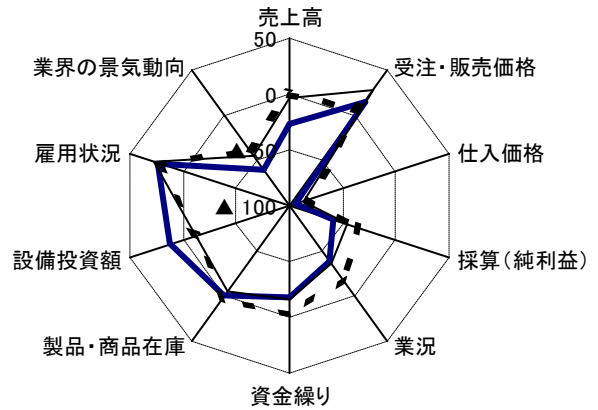 売上高
50
受注・販売価格
業界の景気動向
0
雇用状況
▲ 50
仕入価格
▲ 100
設備投資額
採算（純利益）
製品・商品在庫
業況
資金繰り